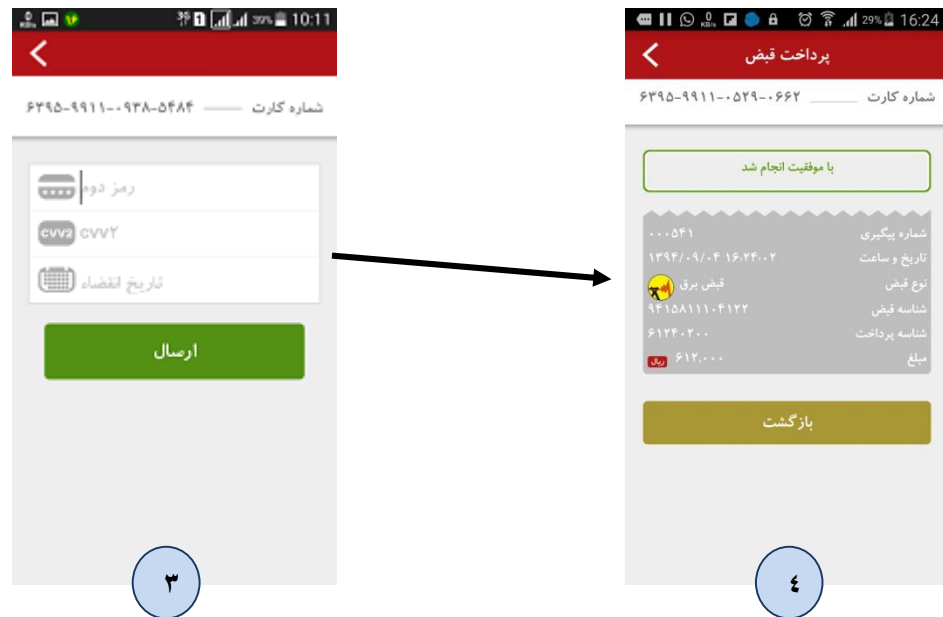 39% 10:11
شماره کارت ۶۳۹۵-۹۹۱۱-۰۹۳۸-۵۴۸۴
رمز دوم
CVV2 CVV۲
تاریخ انقضاء
ارسال
۳
29% 16:24
پرداخت قبض
شماره کارت ۶۳۹۵-۹۹۱۱-۰۵۲۹-۰۶۶۲
با موفقیت انجام شد
شماره پیگیری ۰۰۰۵۴۱
تاریخ و ساعت ۱۳۹۴/۰۹/۰۴ ۱۶:۲۴:۰۲
نوع قبض قبض برق
شناسه قبض ۹۴۱۵۸۱۱۱۰۴۱۲۲
شناسه پرداخت ۶۱۲۴۰۲۰۰
مبلغ ۶۱۲,۰۰۰ ریال
بازگشت
٤